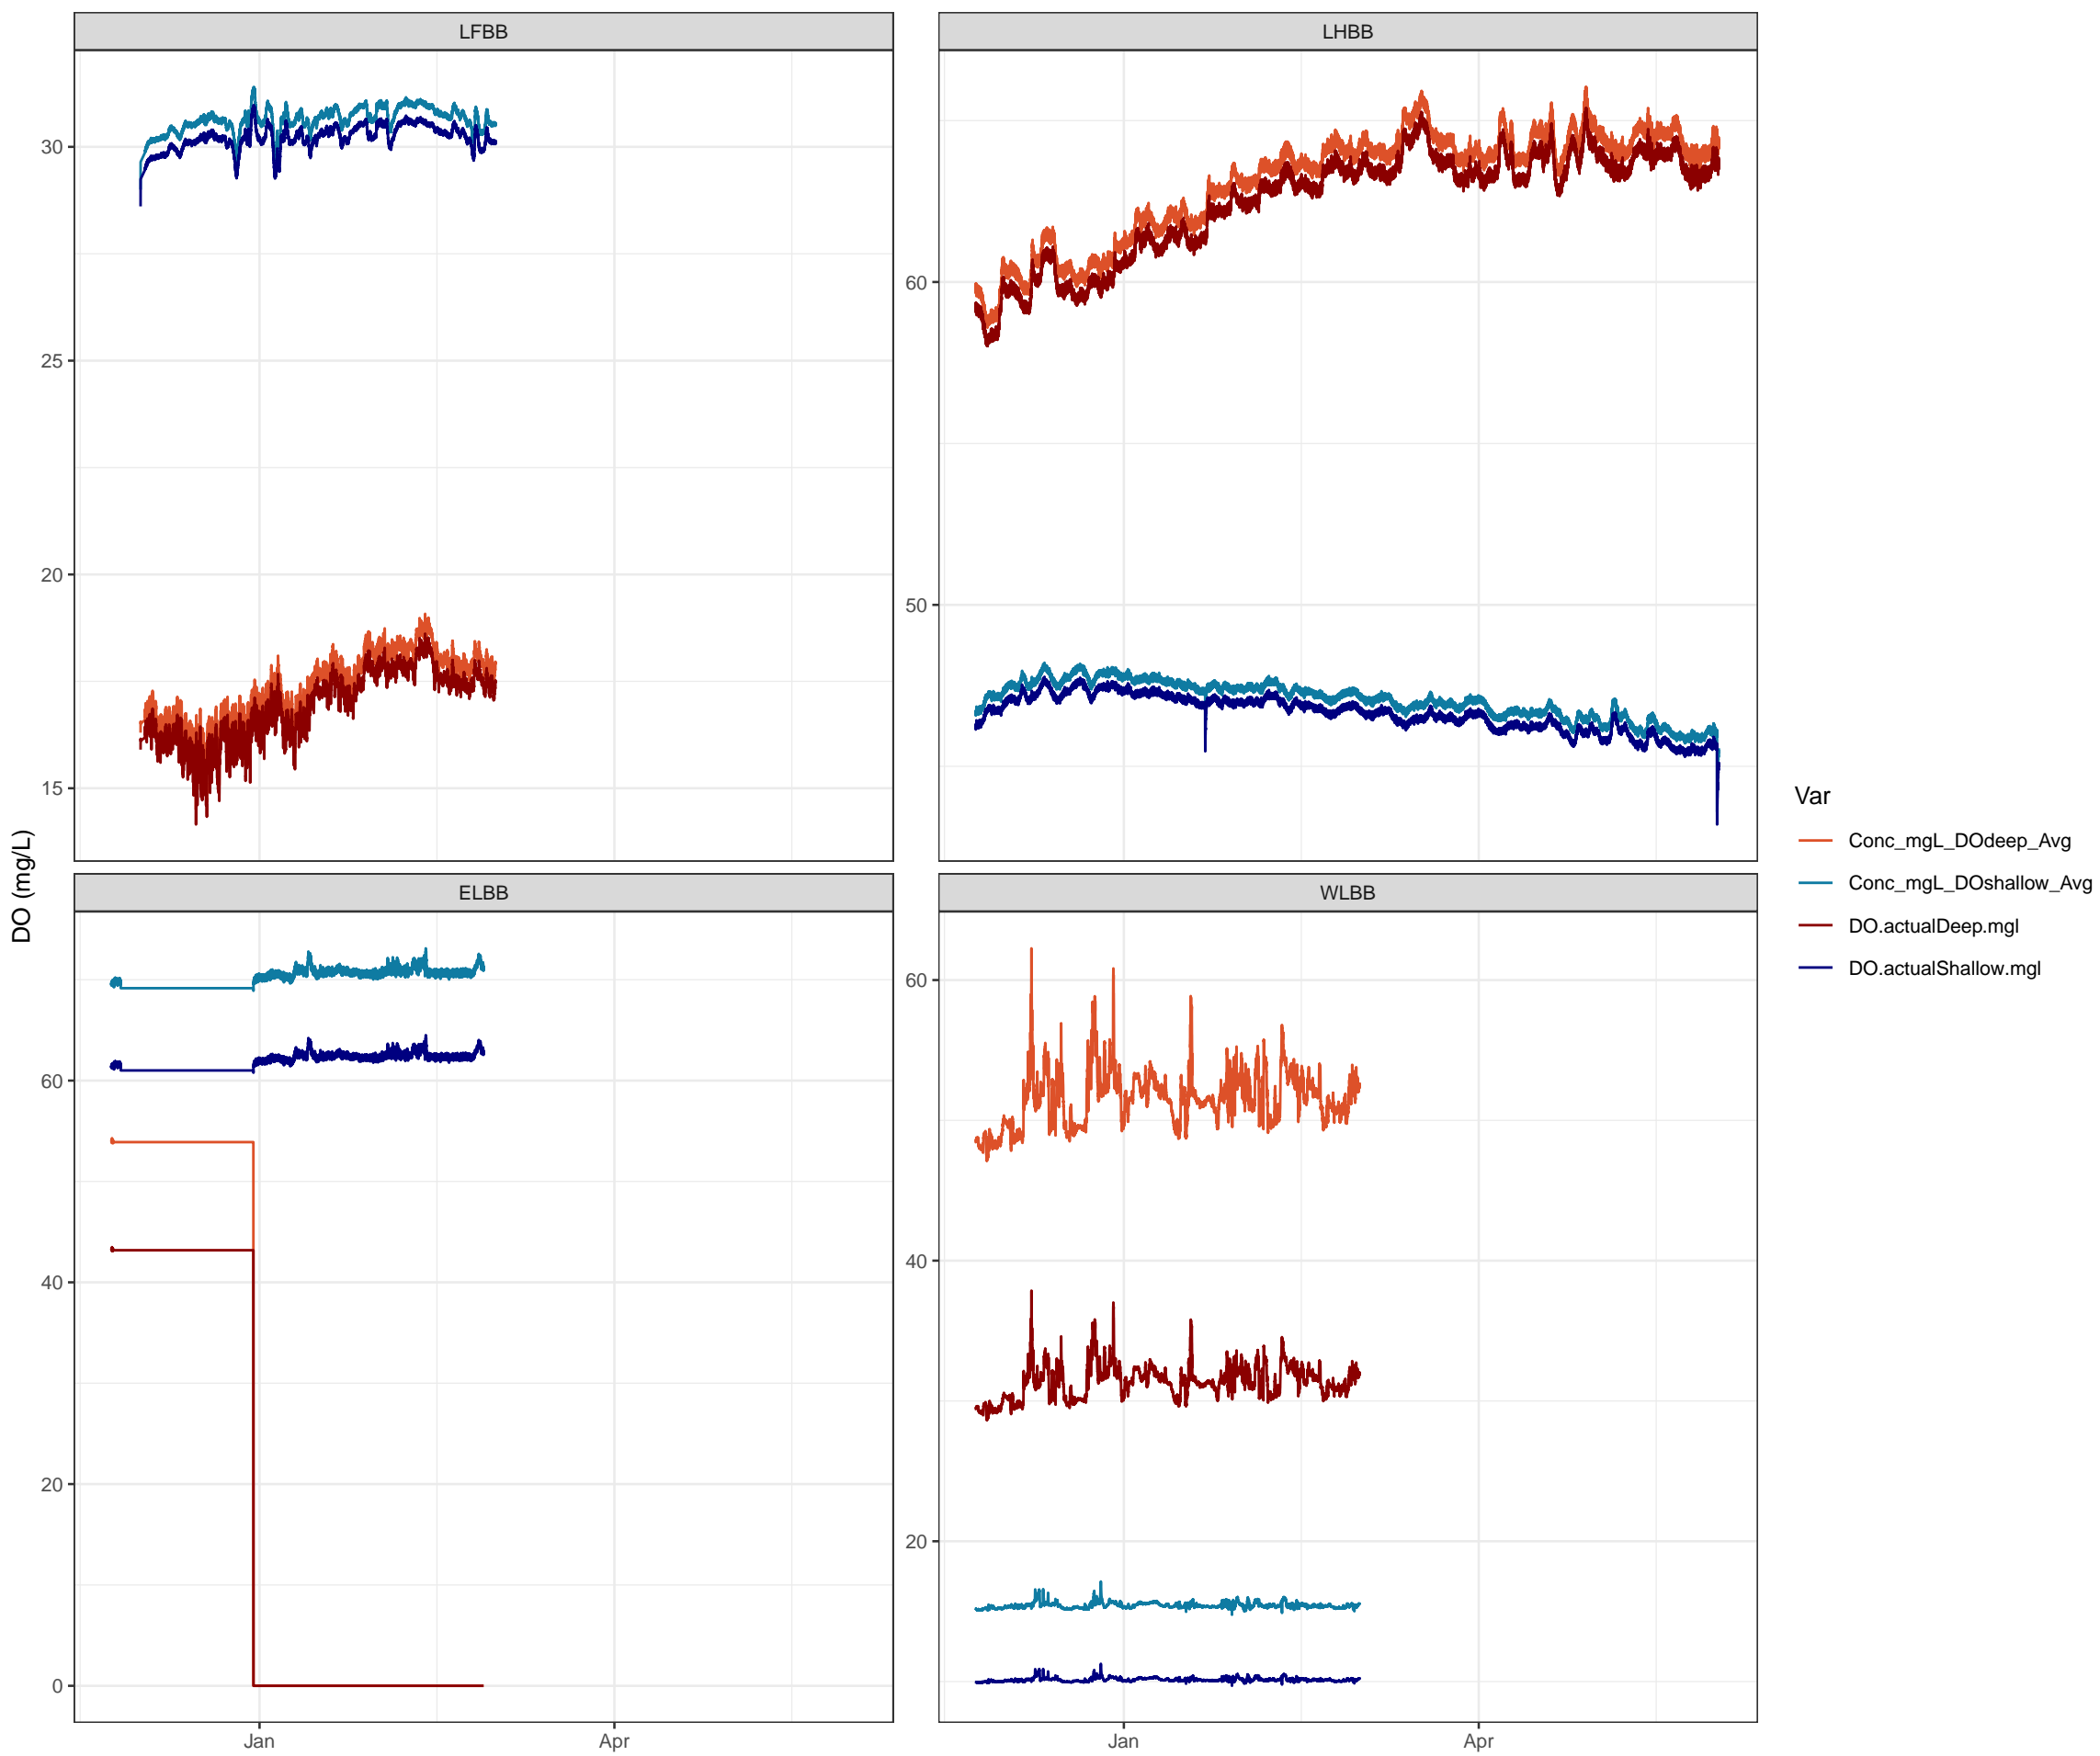 LFBB
LHBB
30
25
20
15
60
50
DO (mg/L)
ELBB
WLBB
60
40
20
0
60
40
20
Jan
Apr
Jan
Apr
Var
Conc_mgL_DOdeep_Avg
Conc_mgL_DOshallow_Avg
DO.actualDeep.mgl
DO.actualShallow.mgl